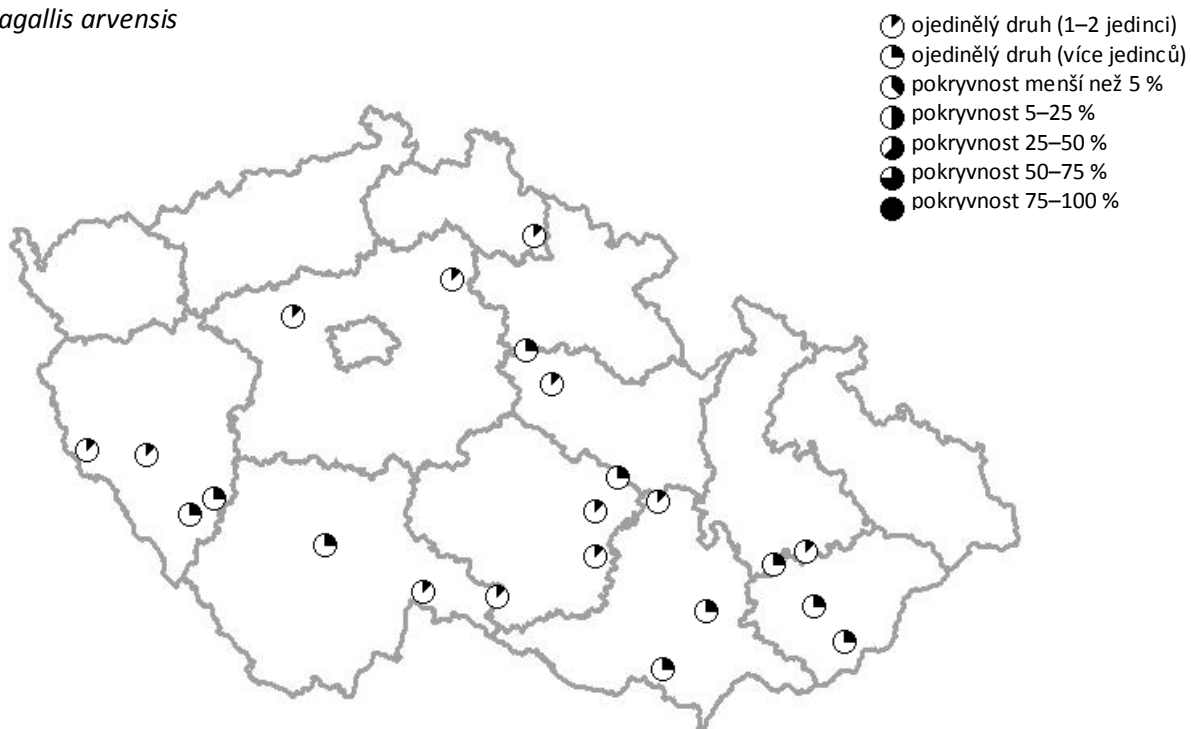 agallis arvensis
ojedinělý druh (1–2 jedinci)
ojedinělý druh (více jedinců)
pokryvnost menší než 5 %
pokryvnost 5–25 %
pokryvnost 25–50 %
pokryvnost 50–75 %
pokryvnost 75–100 %